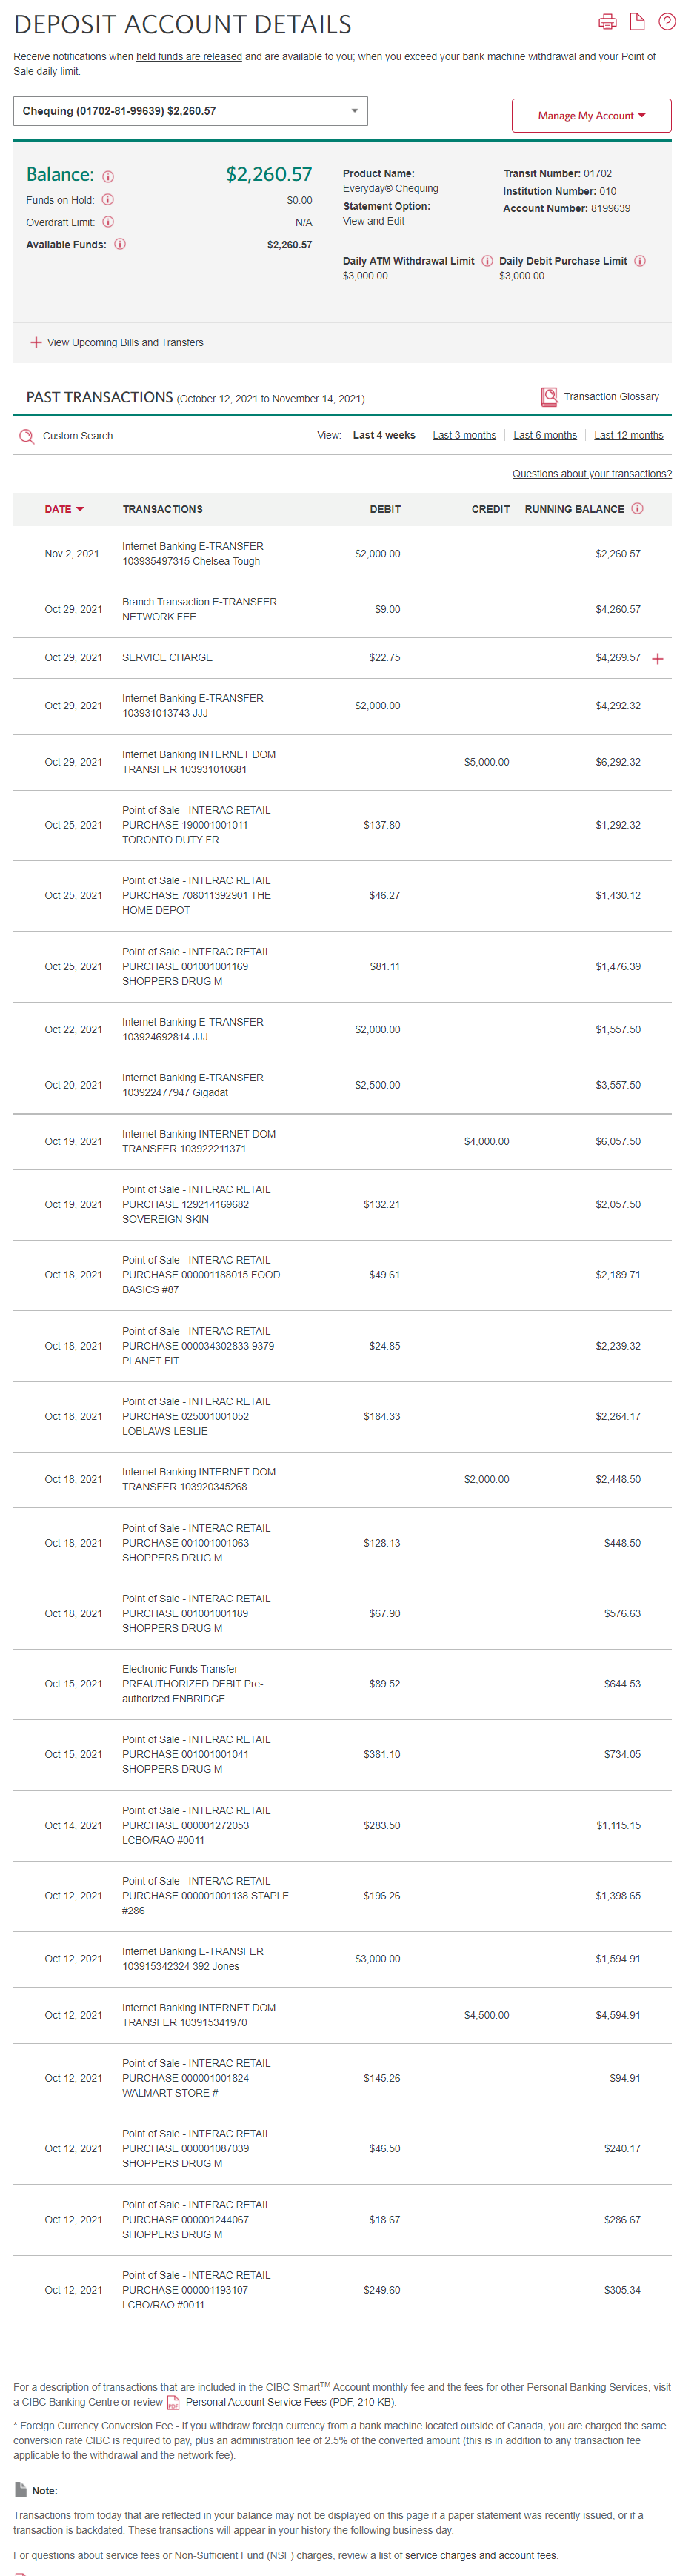 DEPOSIT ACCOUNT DETAILS
Receive notifications when held funds are released and are available to you; when you exceed your bank machine withdrawal and your Point of
Sale daily limit.
Chequing (01702-81-99639) $2,260.57
Manage My Account
Balance: $2,260.57
Funds on Hold: $0.00
Overdraft Limit: N/A
Available Funds: $2,260.57
Product Name:
Everyday® Chequing
Statement Option:
View and Edit
Transit Number: 01702
Institution Number: 010
Account Number: 8199639
Daily ATM Withdrawal Limit
$3,000.00
Daily Debit Purchase Limit
$3,000.00
View Upcoming Bills and Transfers
PAST TRANSACTIONS (October 12, 2021 to November 14, 2021)
Transaction Glossary
Custom Search
View: Last 4 weeks Last 3 months Last 6 months Last 12 months
Questions about your transactions?
DATE TRANSACTIONS DEBIT CREDIT RUNNING BALANCE
Internet Banking E-TRANSFER
Nov 2, 2021 $2,000.00 $2,260.57
103935497315 Chelsea Tough
Branch Transaction E-TRANSFER
Oct 29, 2021 $9.00 $4,260.57
NETWORK FEE
Oct 29, 2021 SERVICE CHARGE $22.75 $4,269.57
Internet Banking E-TRANSFER
Oct 29, 2021 $2,000.00 $4,292.32
103931013743 JJJ
Internet Banking INTERNET DOM
Oct 29, 2021 $5,000.00 $6,292.32
TRANSFER 103931010681
Point of Sale - INTERAC RETAIL
Oct 25, 2021 PURCHASE 190001001011 $137.80 $1,292.32
TORONTO DUTY FR
Point of Sale - INTERAC RETAIL
Oct 25, 2021 PURCHASE 708011392901 THE $46.27 $1,430.12
HOME DEPOT
Point of Sale - INTERAC RETAIL
Oct 25, 2021 PURCHASE 001001001169 $81.11 $1,476.39
SHOPPERS DRUG M
Internet Banking E-TRANSFER
Oct 22, 2021 $2,000.00 $1,557.50
103924692814 JJJ
Internet Banking E-TRANSFER
Oct 20, 2021 $2,500.00 $3,557.50
103922477947 Gigadat
Internet Banking INTERNET DOM
Oct 19, 2021 $4,000.00 $6,057.50
TRANSFER 103922211371
Point of Sale - INTERAC RETAIL
Oct 19, 2021 PURCHASE 129214169682 $132.21 $2,057.50
SOVEREIGN SKIN
Point of Sale - INTERAC RETAIL
Oct 18, 2021 PURCHASE 000001188015 FOOD $49.61 $2,189.71
BASICS #87
Point of Sale - INTERAC RETAIL
Oct 18, 2021 PURCHASE 000034302833 9379 $24.85 $2,239.32
PLANET FIT
Point of Sale - INTERAC RETAIL
Oct 18, 2021 PURCHASE 025001001052 $184.33 $2,264.17
LOBLAWS LESLIE
Internet Banking INTERNET DOM
Oct 18, 2021 $2,000.00 $2,448.50
TRANSFER 103920345268
Point of Sale - INTERAC RETAIL
Oct 18, 2021 PURCHASE 001001001063 $128.13 $448.50
SHOPPERS DRUG M
Point of Sale - INTERAC RETAIL
Oct 18, 2021 PURCHASE 001001001189 $67.90 $576.63
SHOPPERS DRUG M
Electronic Funds Transfer
Oct 15, 2021 PREAUTHORIZED DEBIT Pre- $89.52 $644.53
authorized ENBRIDGE
Point of Sale - INTERAC RETAIL
Oct 15, 2021 PURCHASE 001001001041 $381.10 $734.05
SHOPPERS DRUG M
Point of Sale - INTERAC RETAIL
Oct 14, 2021 PURCHASE 000001272053 $283.50 $1,115.15
LCBO/RAO #0011
Point of Sale - INTERAC RETAIL
Oct 12, 2021 PURCHASE 000001001138 STAPLE $196.26 $1,398.65
#286
Internet Banking E-TRANSFER
Oct 12, 2021 $3,000.00 $1,594.91
103915342324 392 Jones
Internet Banking INTERNET DOM
Oct 12, 2021 $4,500.00 $4,594.91
TRANSFER 103915341970
Point of Sale - INTERAC RETAIL
Oct 12, 2021 PURCHASE 000001001824 $145.26 $94.91
WALMART STORE #
Point of Sale - INTERAC RETAIL
Oct 12, 2021 PURCHASE 000001087039 $46.50 $240.17
SHOPPERS DRUG M
Point of Sale - INTERAC RETAIL
Oct 12, 2021 PURCHASE 000001244067 $18.67 $286.67
SHOPPERS DRUG M
Point of Sale - INTERAC RETAIL
Oct 12, 2021 PURCHASE 000001193107 $249.60 $305.34
LCBO/RAO #0011
For a description of transactions that are included in the CIBC Smart™ Account monthly fee and the fees for other Personal Banking Services, visit
a CIBC Banking Centre or review Personal Account Service Fees (PDF, 210 KB).
* Foreign Currency Conversion Fee - If you withdraw foreign currency from a bank machine located outside of Canada, you are charged the same
conversion rate CIBC is required to pay, plus an administration fee of 2.5% of the converted amount (this is in addition to any transaction fee
applicable to the withdrawal and the network fee).
Note:
Transactions from today that are reflected in your balance may not be displayed on this page if a paper statement was recently issued, or if a
transaction is backdated. These transactions will appear in your history the following business day.
For questions about service fees or Non-Sufficient Fund (NSF) charges, review a list of service charges and account fees.